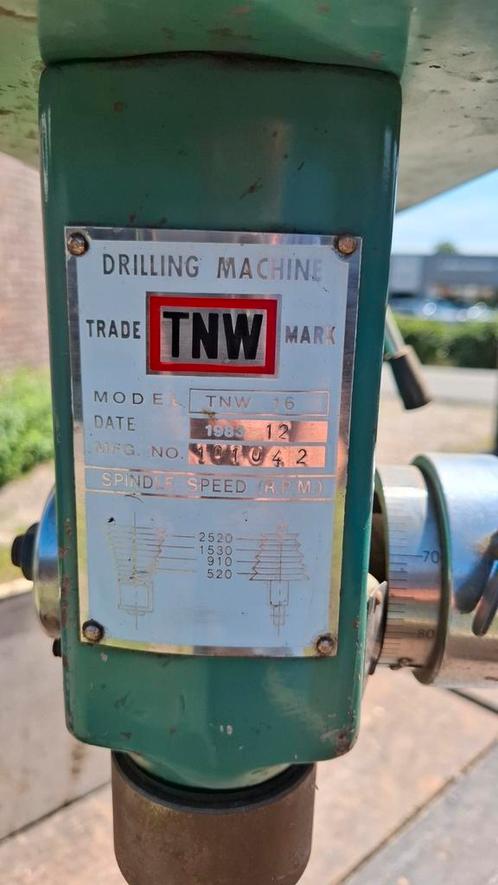 DRILLING MACHINE
TRADE TNW MARK
MODEL TNW 16
DATE 1983 12
MFG. NO. 101042
SPINDLE SPEED (R.P.M.)
2520
1530
910
520
70
80